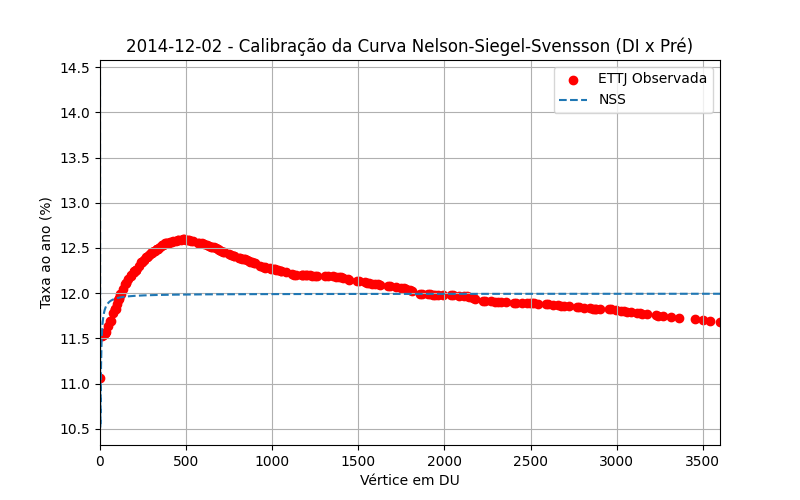 2014-12-02 - Calibração da Curva Nelson-Siegel-Svensson (DI x Pré)
ETTJ Observada
NSS
Taxa ao ano (%)
14.5
14.0
13.5
13.0
12.5
12.0
11.5
11.0
10.5
0 500 1000 1500 2000 2500 3000 3500
Vértice em DU